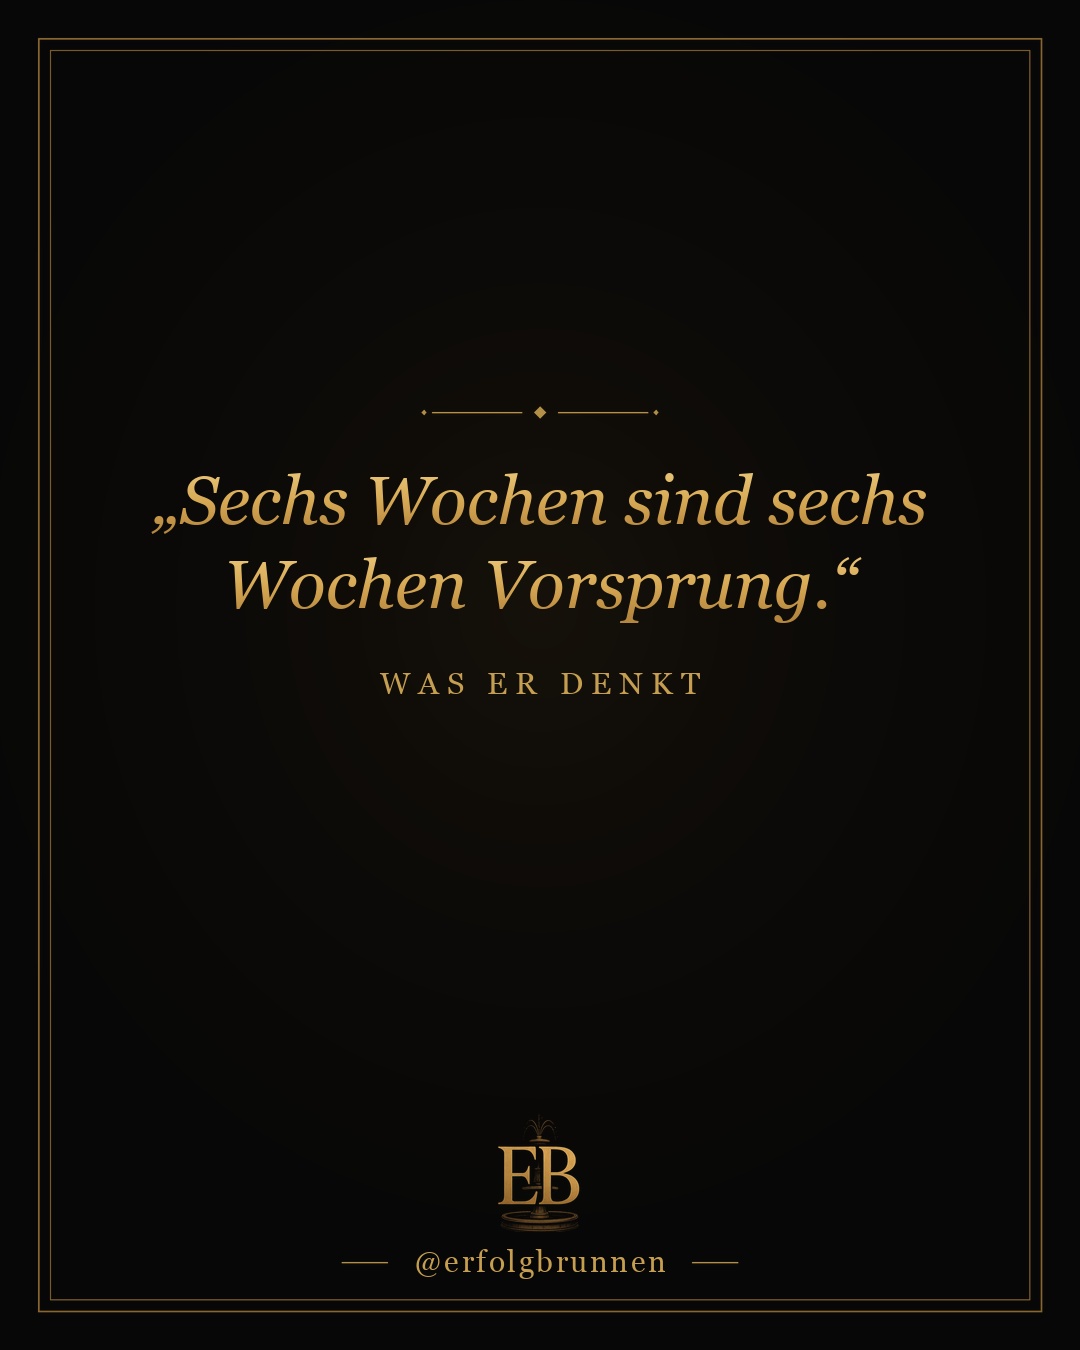 „Sechs Wochen sind sechs
Wochen Vorsprung.“
WAS ER DENKT
EB
@erfolgbrunnen